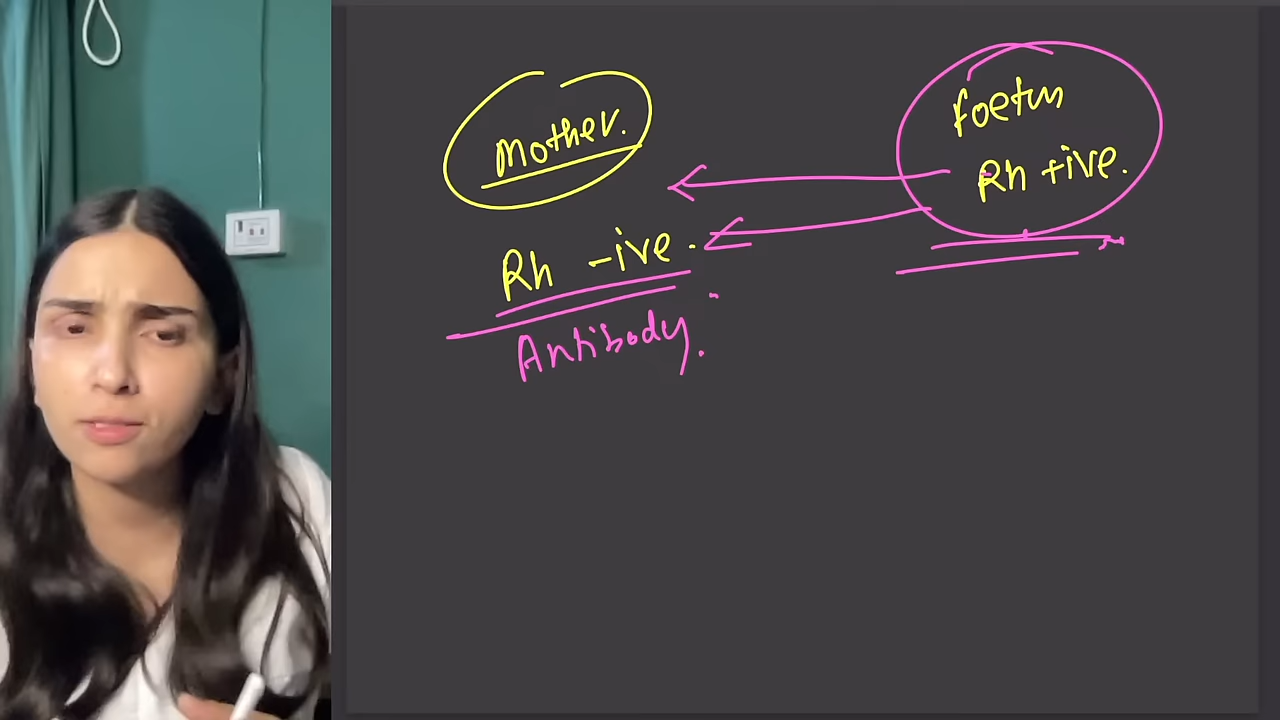 Mother.
Rh -ive.
Antibody.
foetus
Rh +ive.